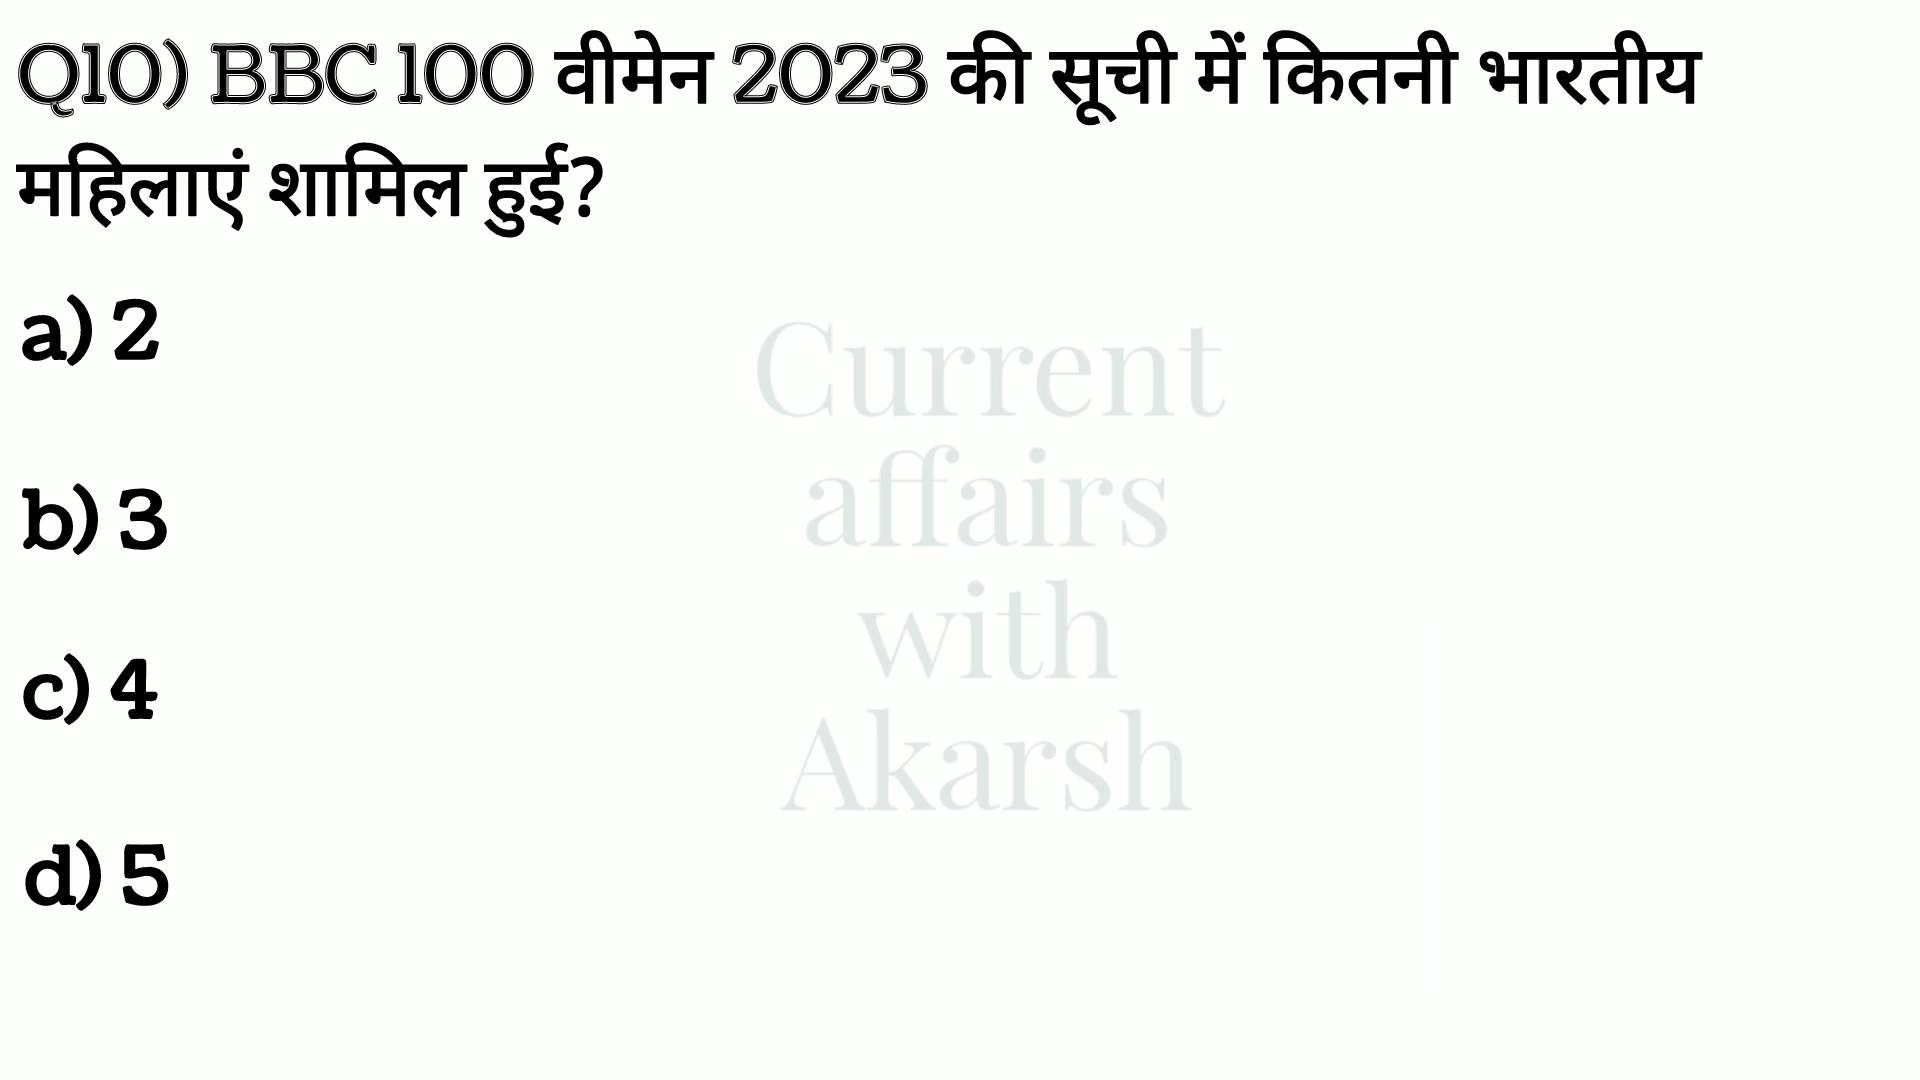 Q10) BBC 100 वीमेन 2023 की सूची में कितनी भारतीय
महिलाएं शामिल हुई?
a) 2
b) 3
c) 4
d) 5
Current
affairs
with
Akarsh